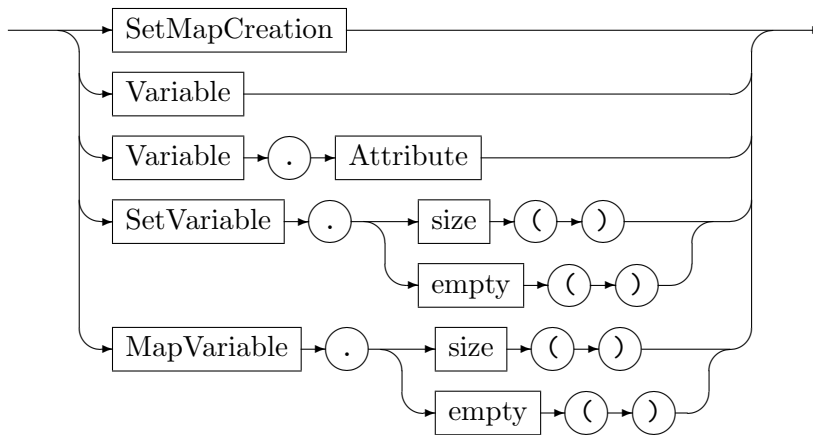 SetMapCreation
Variable
Variable . Attribute
SetVariable . size ( )
empty ( )
MapVariable . size ( )
empty ( )